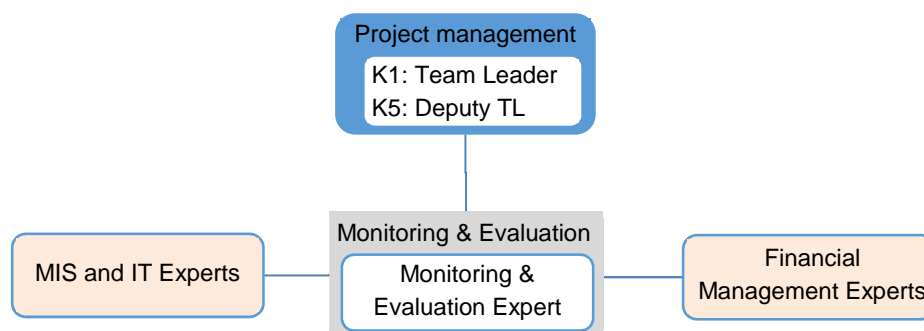 Project management
K1: Team Leader
K5: Deputy TL
Monitoring & Evaluation
MIS and IT Experts
Monitoring &
Evaluation Expert
Financial
Management Experts